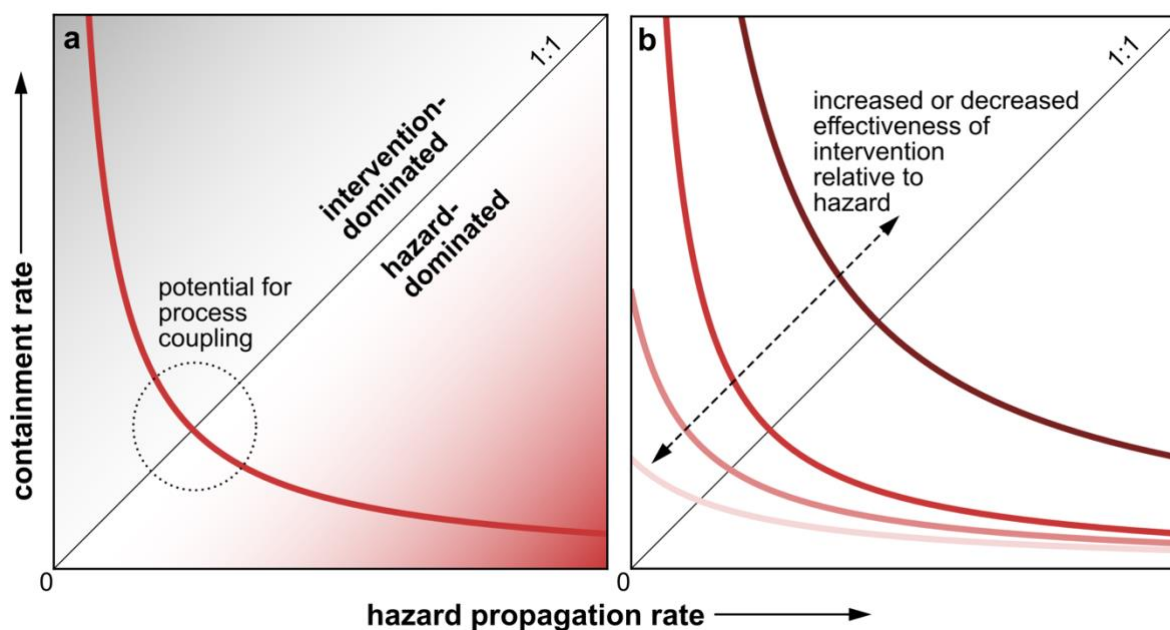 a
1:1
intervention-
dominated
hazard-
dominated
potential for
process
coupling
containment rate
0
b
1:1
increased or decreased
effectiveness of
intervention
relative to
hazard
0
hazard propagation rate